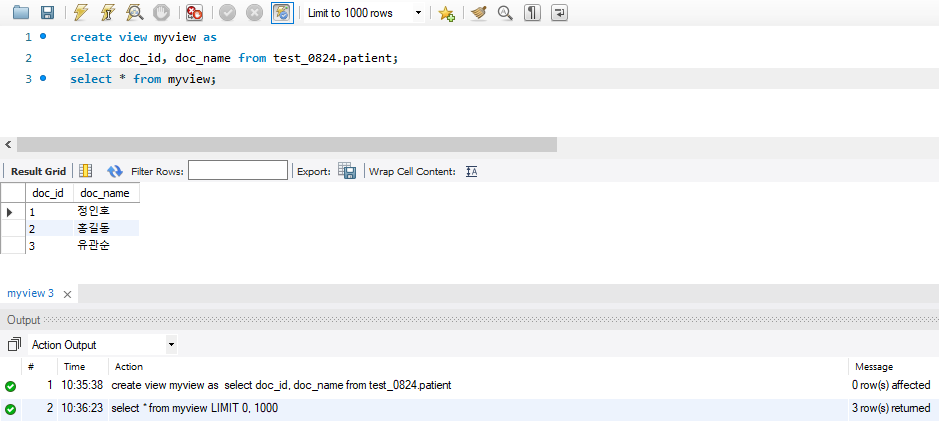 Limit to 1000 rows
1 create view myview as
2 select doc_id, doc_name from test_0824.patient;
3 select * from myview;
Result Grid Filter Rows: Export: Wrap Cell Content:
doc_id doc_name
1 정인호
2 홍길동
3 유관순
myview 3
Output
Action Output
# Time Action Message
1 10:35:38 create view myview as select doc_id, doc_name from test_0824.patient 0 row(s) affected
2 10:36:23 select * from myview LIMIT 0, 1000 3 row(s) returned